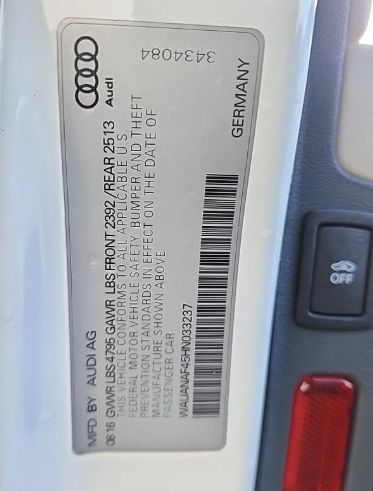 MFD. BY AUDI AG
08 16 GVWR LBS 4795 GAWR LBS FRONT 2392 / REAR 2513
THIS VEHICLE CONFORMS TO ALL APPLICABLE U.S.
FEDERAL MOTOR VEHICLE SAFETY, BUMPER AND THEFT
PREVENTION STANDARDS IN EFFECT ON THE DATE OF
MANUFACTURE SHOWN ABOVE
PASSENGER CAR
WAUANAF45HN033237
GERMANY
Audi
3434084
OFF